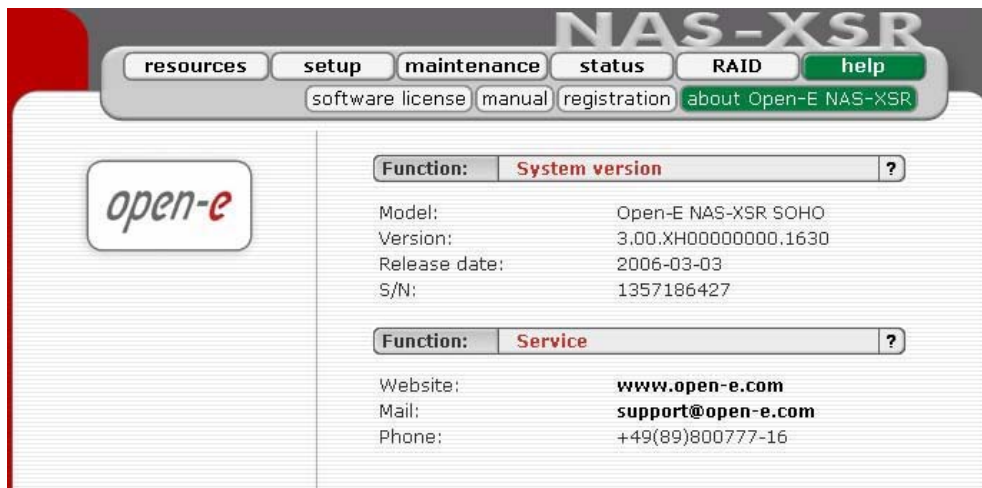 NAS-XSR
resources setup maintenance status RAID help
software license manual registration about Open-E NAS-XSR
open-e
Function: System version ?
Model: Open-E NAS-XSR SOHO
Version: 3.00.XH00000000.1630
Release date: 2006-03-03
S/N: 1357186427
Function: Service ?
Website: www.open-e.com
Mail: support@open-e.com
Phone: +49(89)800777-16